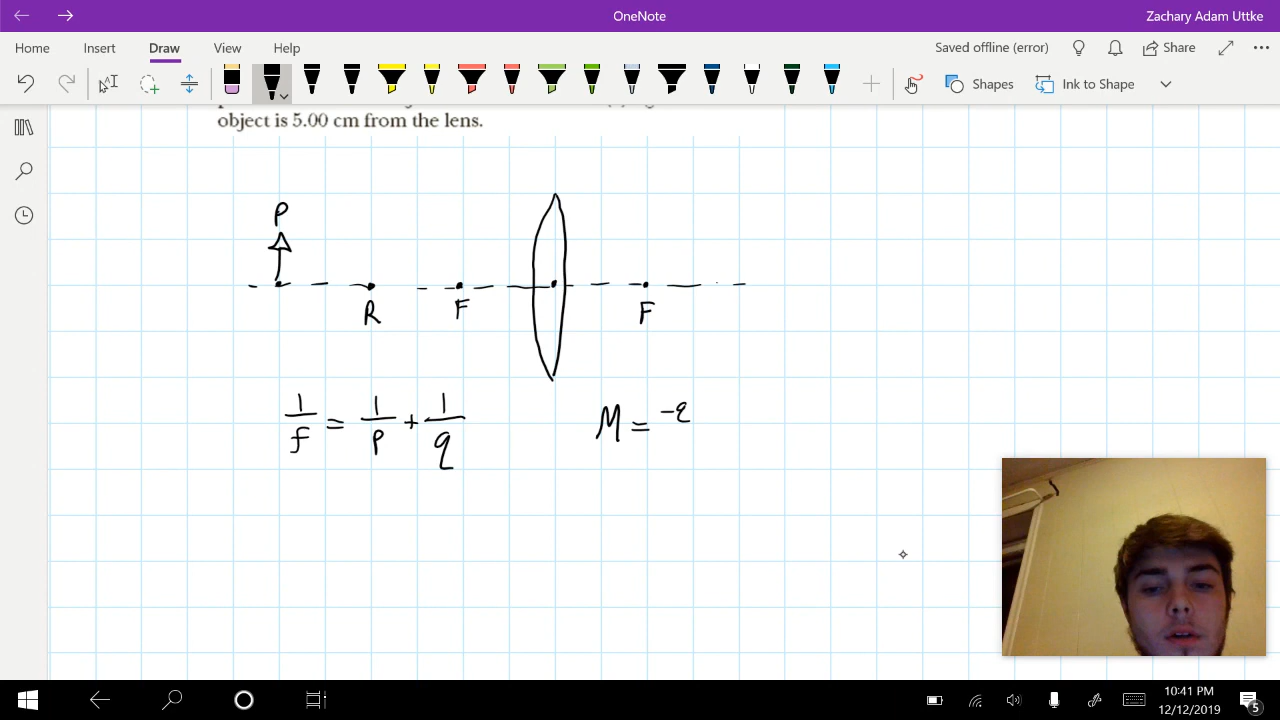 OneNote
Zachary Adam Uttke
Home Insert Draw View Help
Saved offline (error) Share
Shapes Ink to Shape
object is 5.00 cm from the lens.
P
R F F
1/f = 1/p + 1/q M = -q
10:41 PM
12/12/2019
5